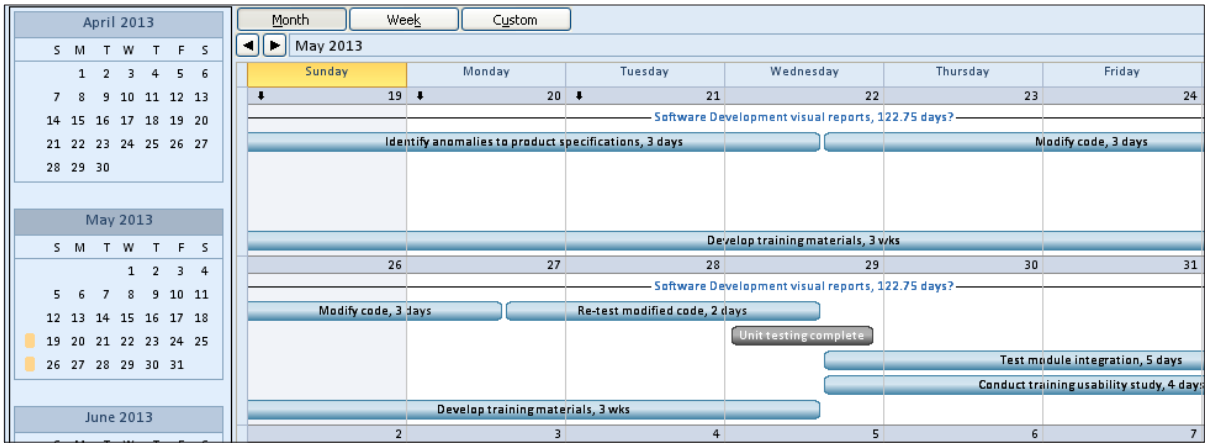 April 2013
S M T W T F S
1 2 3 4 5 6
7 8 9 10 11 12 13
14 15 16 17 18 19 20
21 22 23 24 25 26 27
28 29 30
May 2013
S M T W T F S
1 2 3 4
5 6 7 8 9 10 11
12 13 14 15 16 17 18
19 20 21 22 23 24 25
26 27 28 29 30 31
June 2013
Month Week Custom
May 2013
Sunday Monday Tuesday Wednesday Thursday Friday
19 20 21 22 23 24
Software Development visual reports, 122.75 days?
Identify anomalies to product specifications, 3 days Modify code, 3 days
Develop training materials, 3 wks
26 27 28 29 30 31
Software Development visual reports, 122.75 days?
Modify code, 3 days Re-test modified code, 2 days
Unit testing complete
Test module integration, 5 days
Conduct training usability study, 4 days
Develop training materials, 3 wks
2 3 4 5 6 7